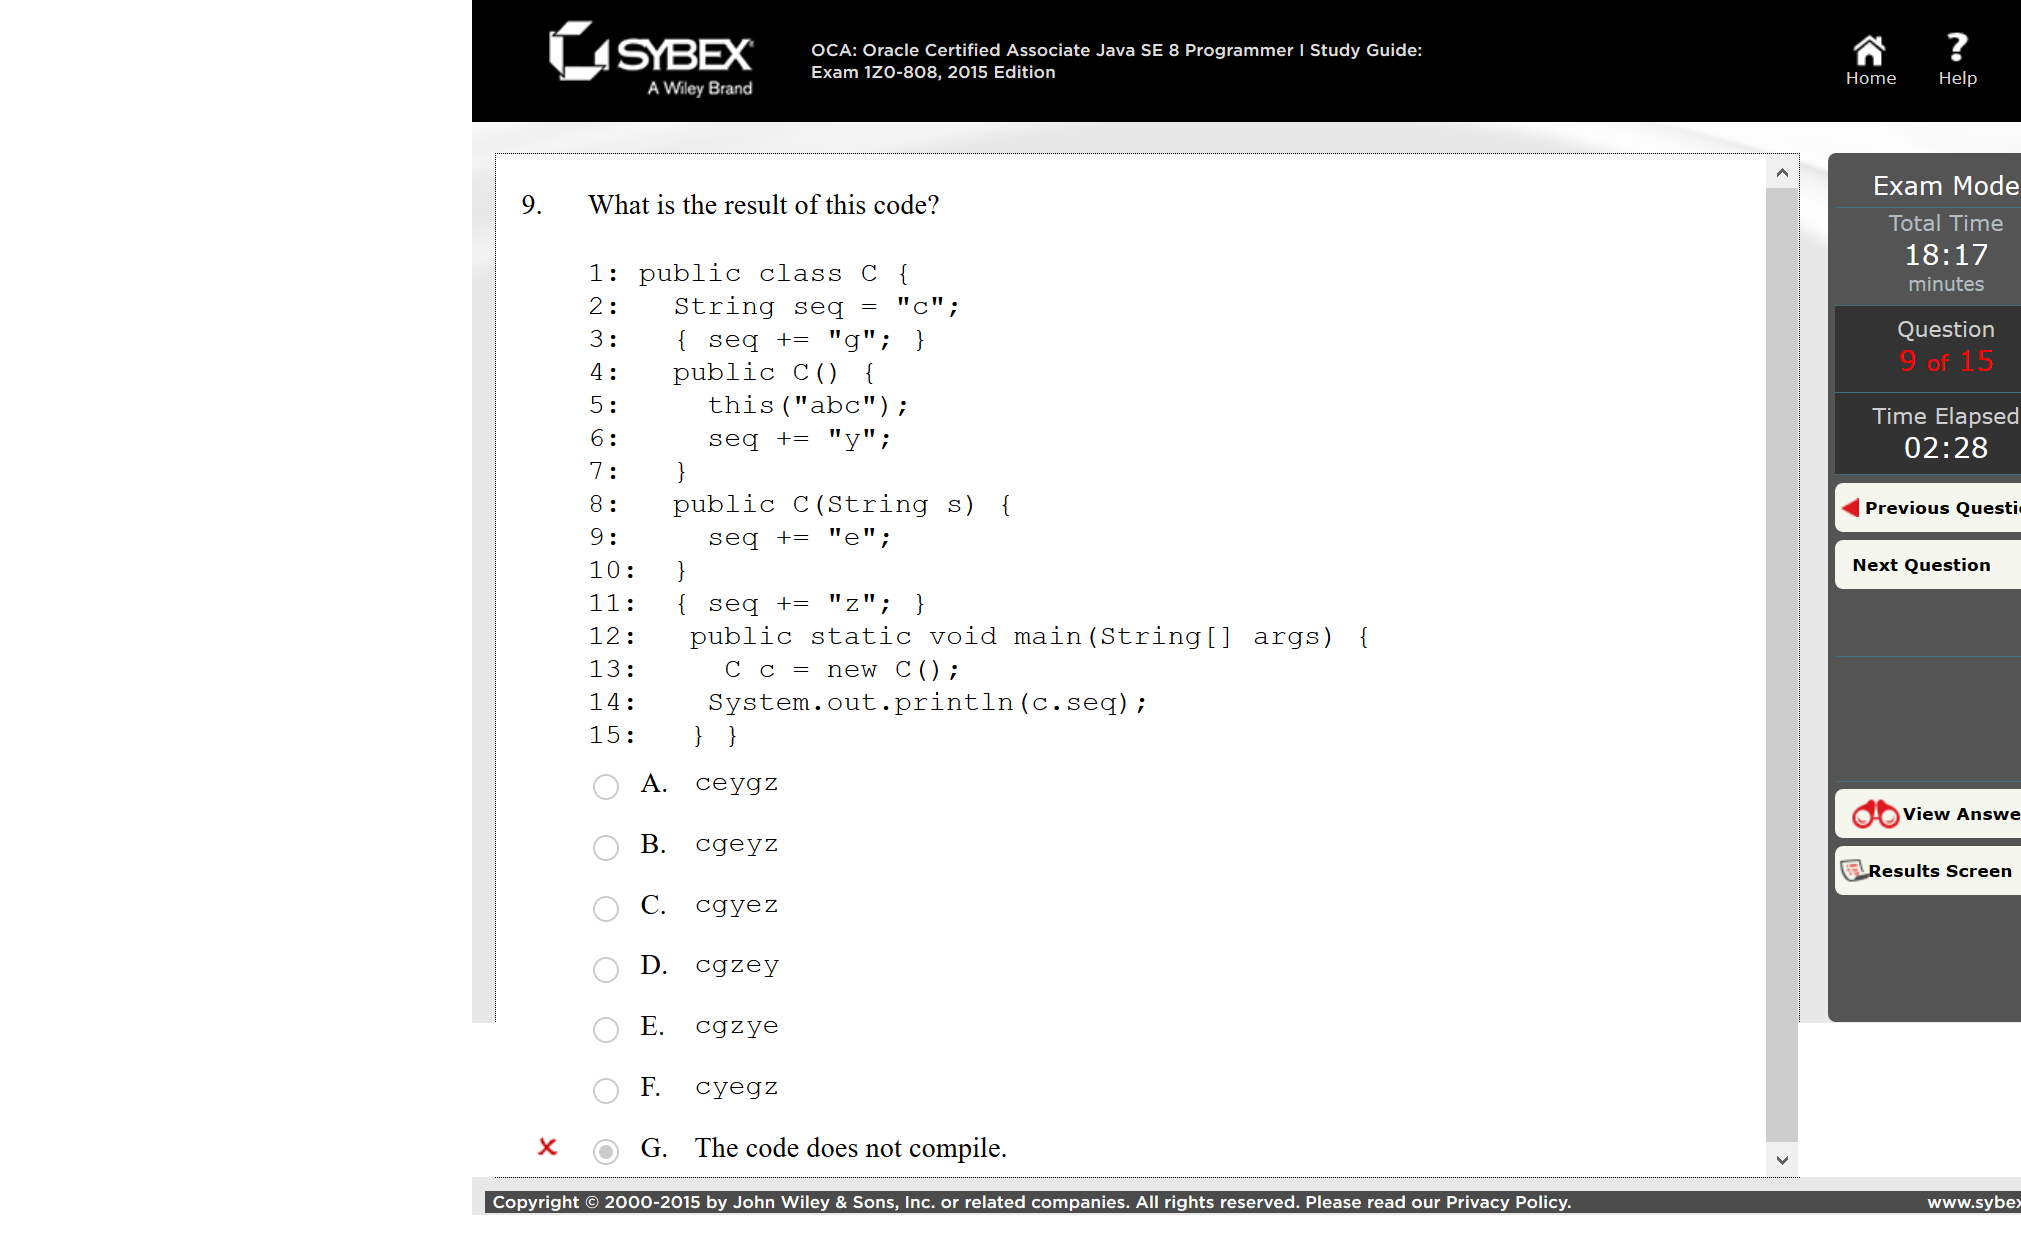 SYBEX
A Wiley Brand
OCA: Oracle Certified Associate Java SE 8 Programmer I Study Guide:
Exam 1Z0-808, 2015 Edition
Home
?
Help
9. What is the result of this code?
1: public class C {
2:   String seq = "c";
3:   { seq += "g"; }
4:   public C() {
5:     this("abc");
6:     seq += "y";
7:   }
8:   public C(String s) {
9:     seq += "e";
10:  }
11:  { seq += "z"; }
12:   public static void main(String[] args) {
13:     C c = new C();
14:    System.out.println(c.seq);
15:   } }
A. ceygz
B. cgeyz
C. cgyez
D. cgzey
E. cgzye
F. cyegz
G. The code does not compile.
Exam Mode
Total Time
18:17
minutes
Question
9 of 15
Time Elapsed
02:28
Previous Questi
Next Question
View Answe
Results Screen
Copyright © 2000-2015 by John Wiley & Sons, Inc. or related companies. All rights reserved. Please read our Privacy Policy.
www.sybex